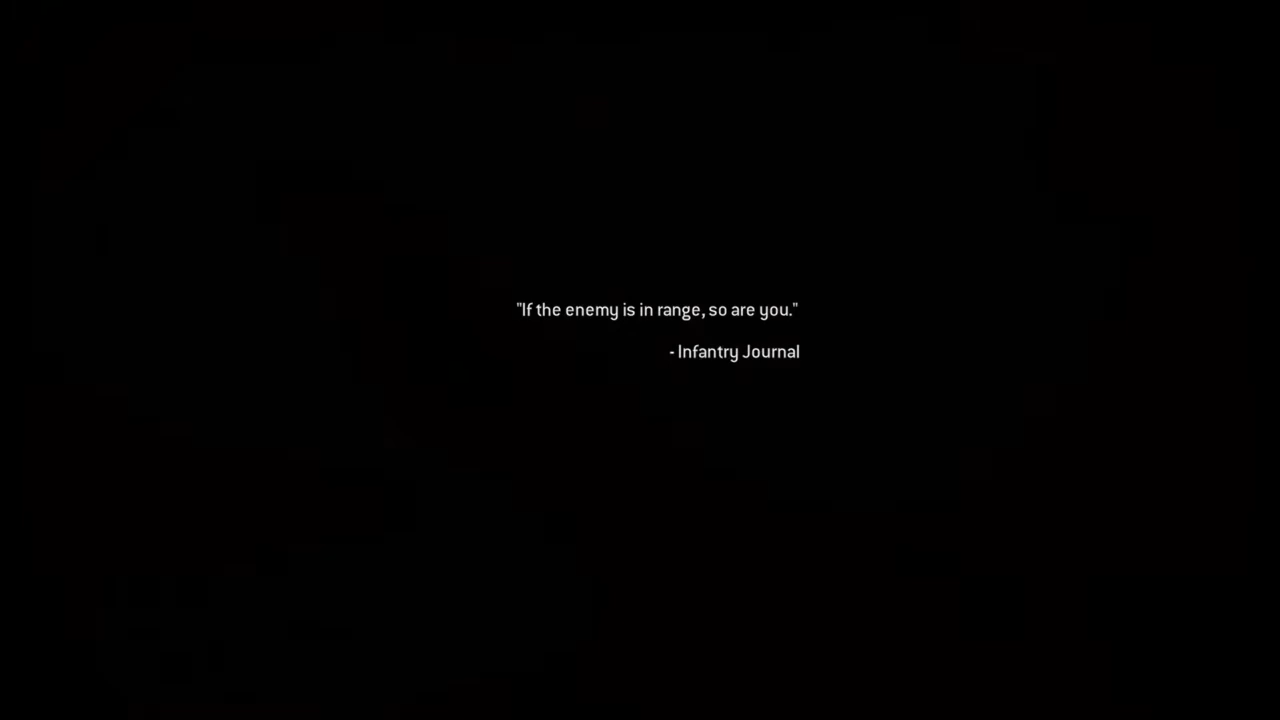 "If the enemy is in range, so are you."
- Infantry Journal